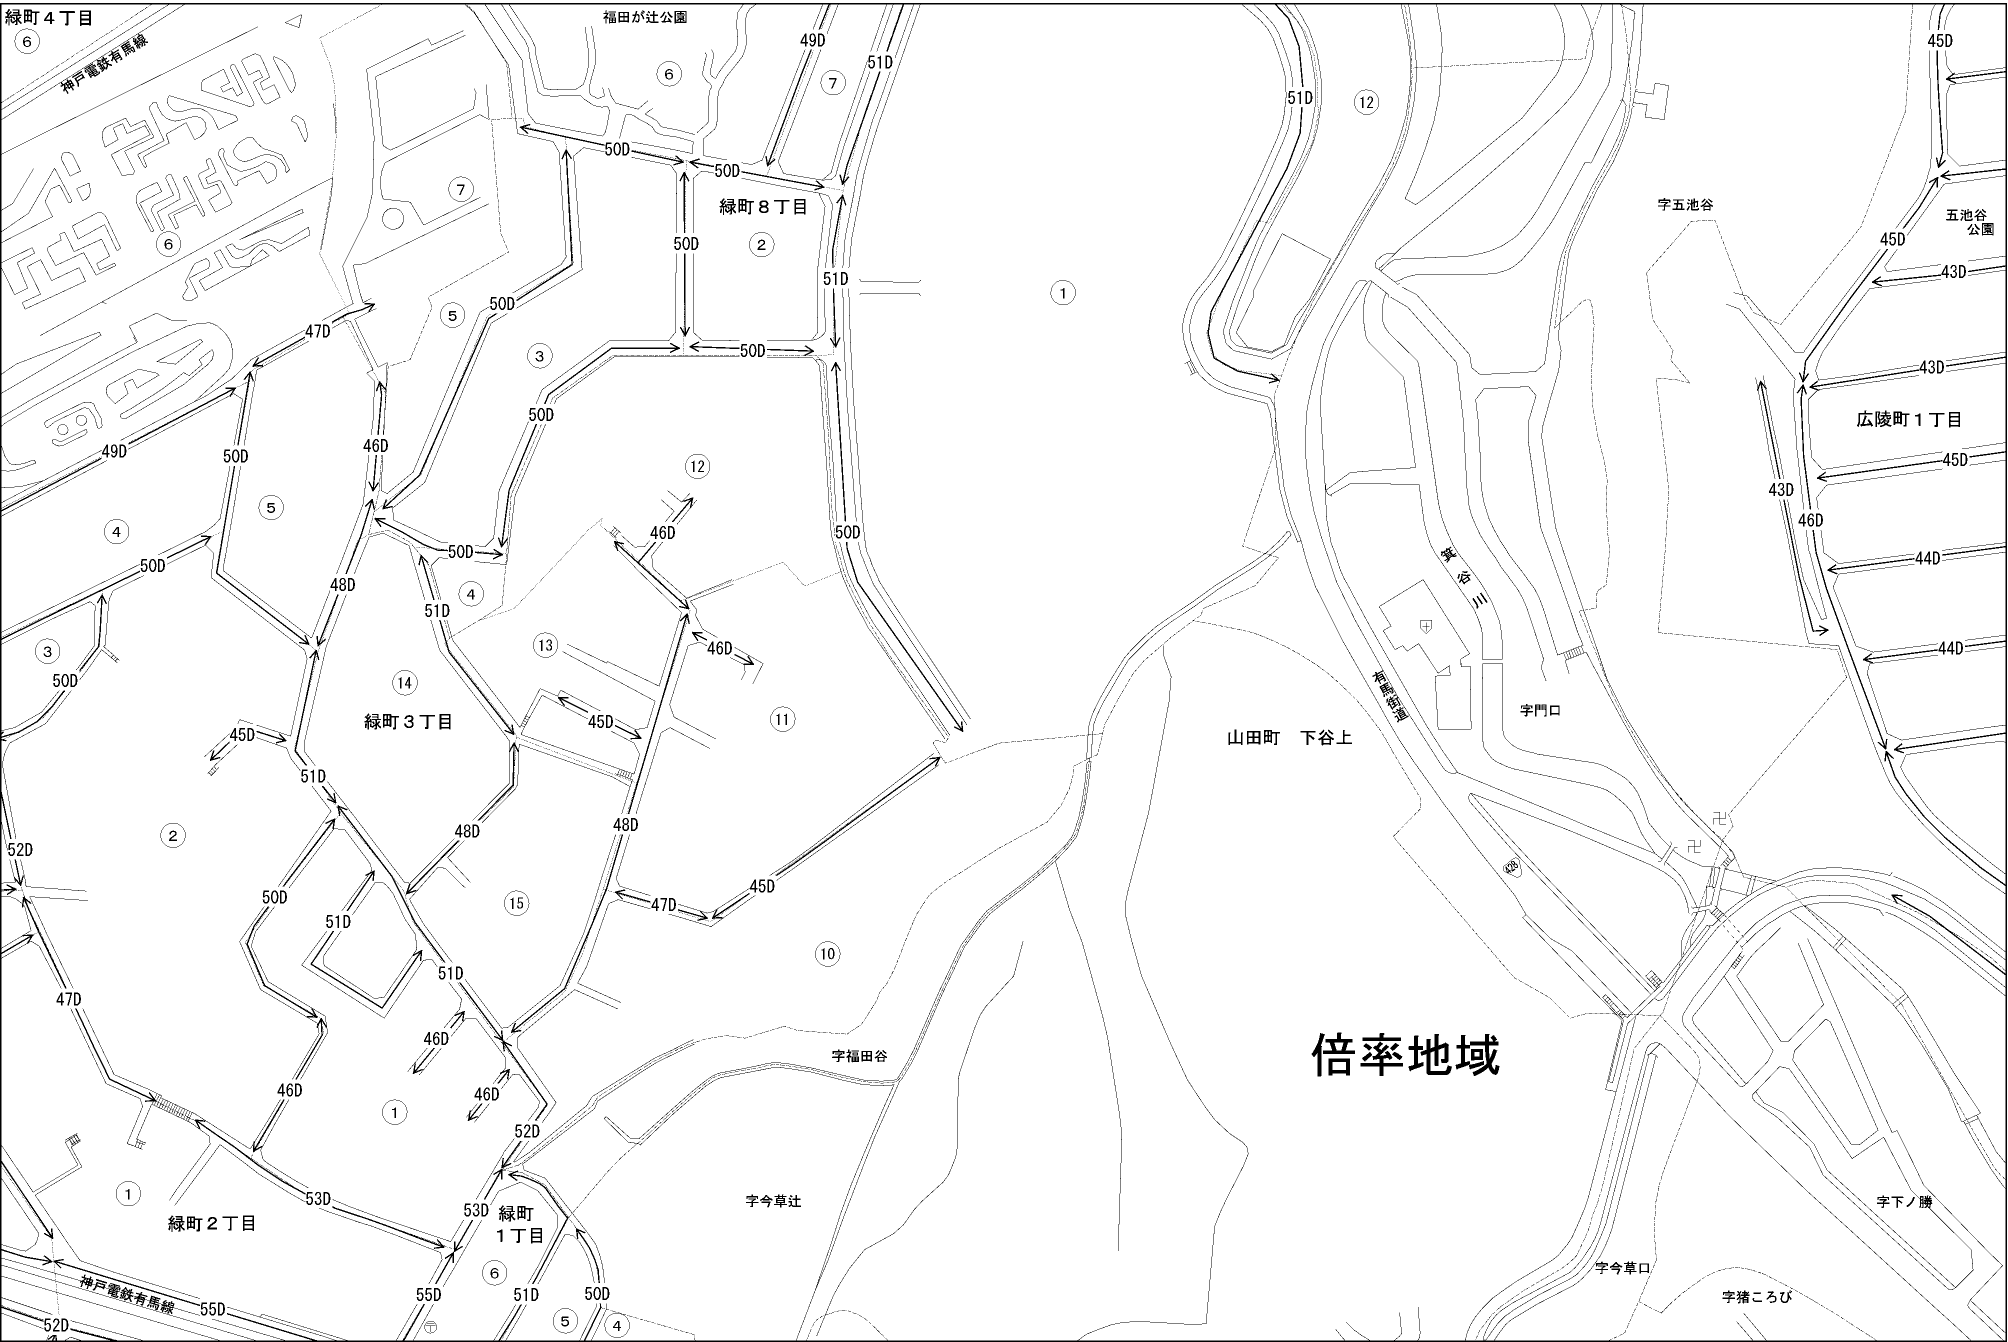 緑町４丁目
⑥
神戸電鉄有馬線
福田が辻公園
⑥
49D
51D
⑦
51D
⑫
45D
50D
50D
⑦
緑町８丁目
②
字五池谷
五池谷
公園
⑥
50D
45D
43D
51D
①
50D
⑤
47D
③
50D
43D
50D
広陵町１丁目
49D
50D
46D
⑫
45D
43D
⑤
46D
④
46D
50D
50D
箕谷川
50D
48D
④
44D
51D
③
50D
⑬
46D
44D
⑭
緑町３丁目
45D
⑪
有馬街道
字門口
山田町　下谷上
45D
51D
②
48D
48D
52D
428
50D
51D
⑮
47D
45D
⑩
51D
47D
46D
字福田谷
倍率地域
46D
①
46D
52D
①
53D
53D
緑町
１丁目
緑町２丁目
字今草辻
字下ノ勝
⑥
神戸電鉄有馬線
55D
52D
55D
51D
50D
⑤
④
字今草口
字猪ころび